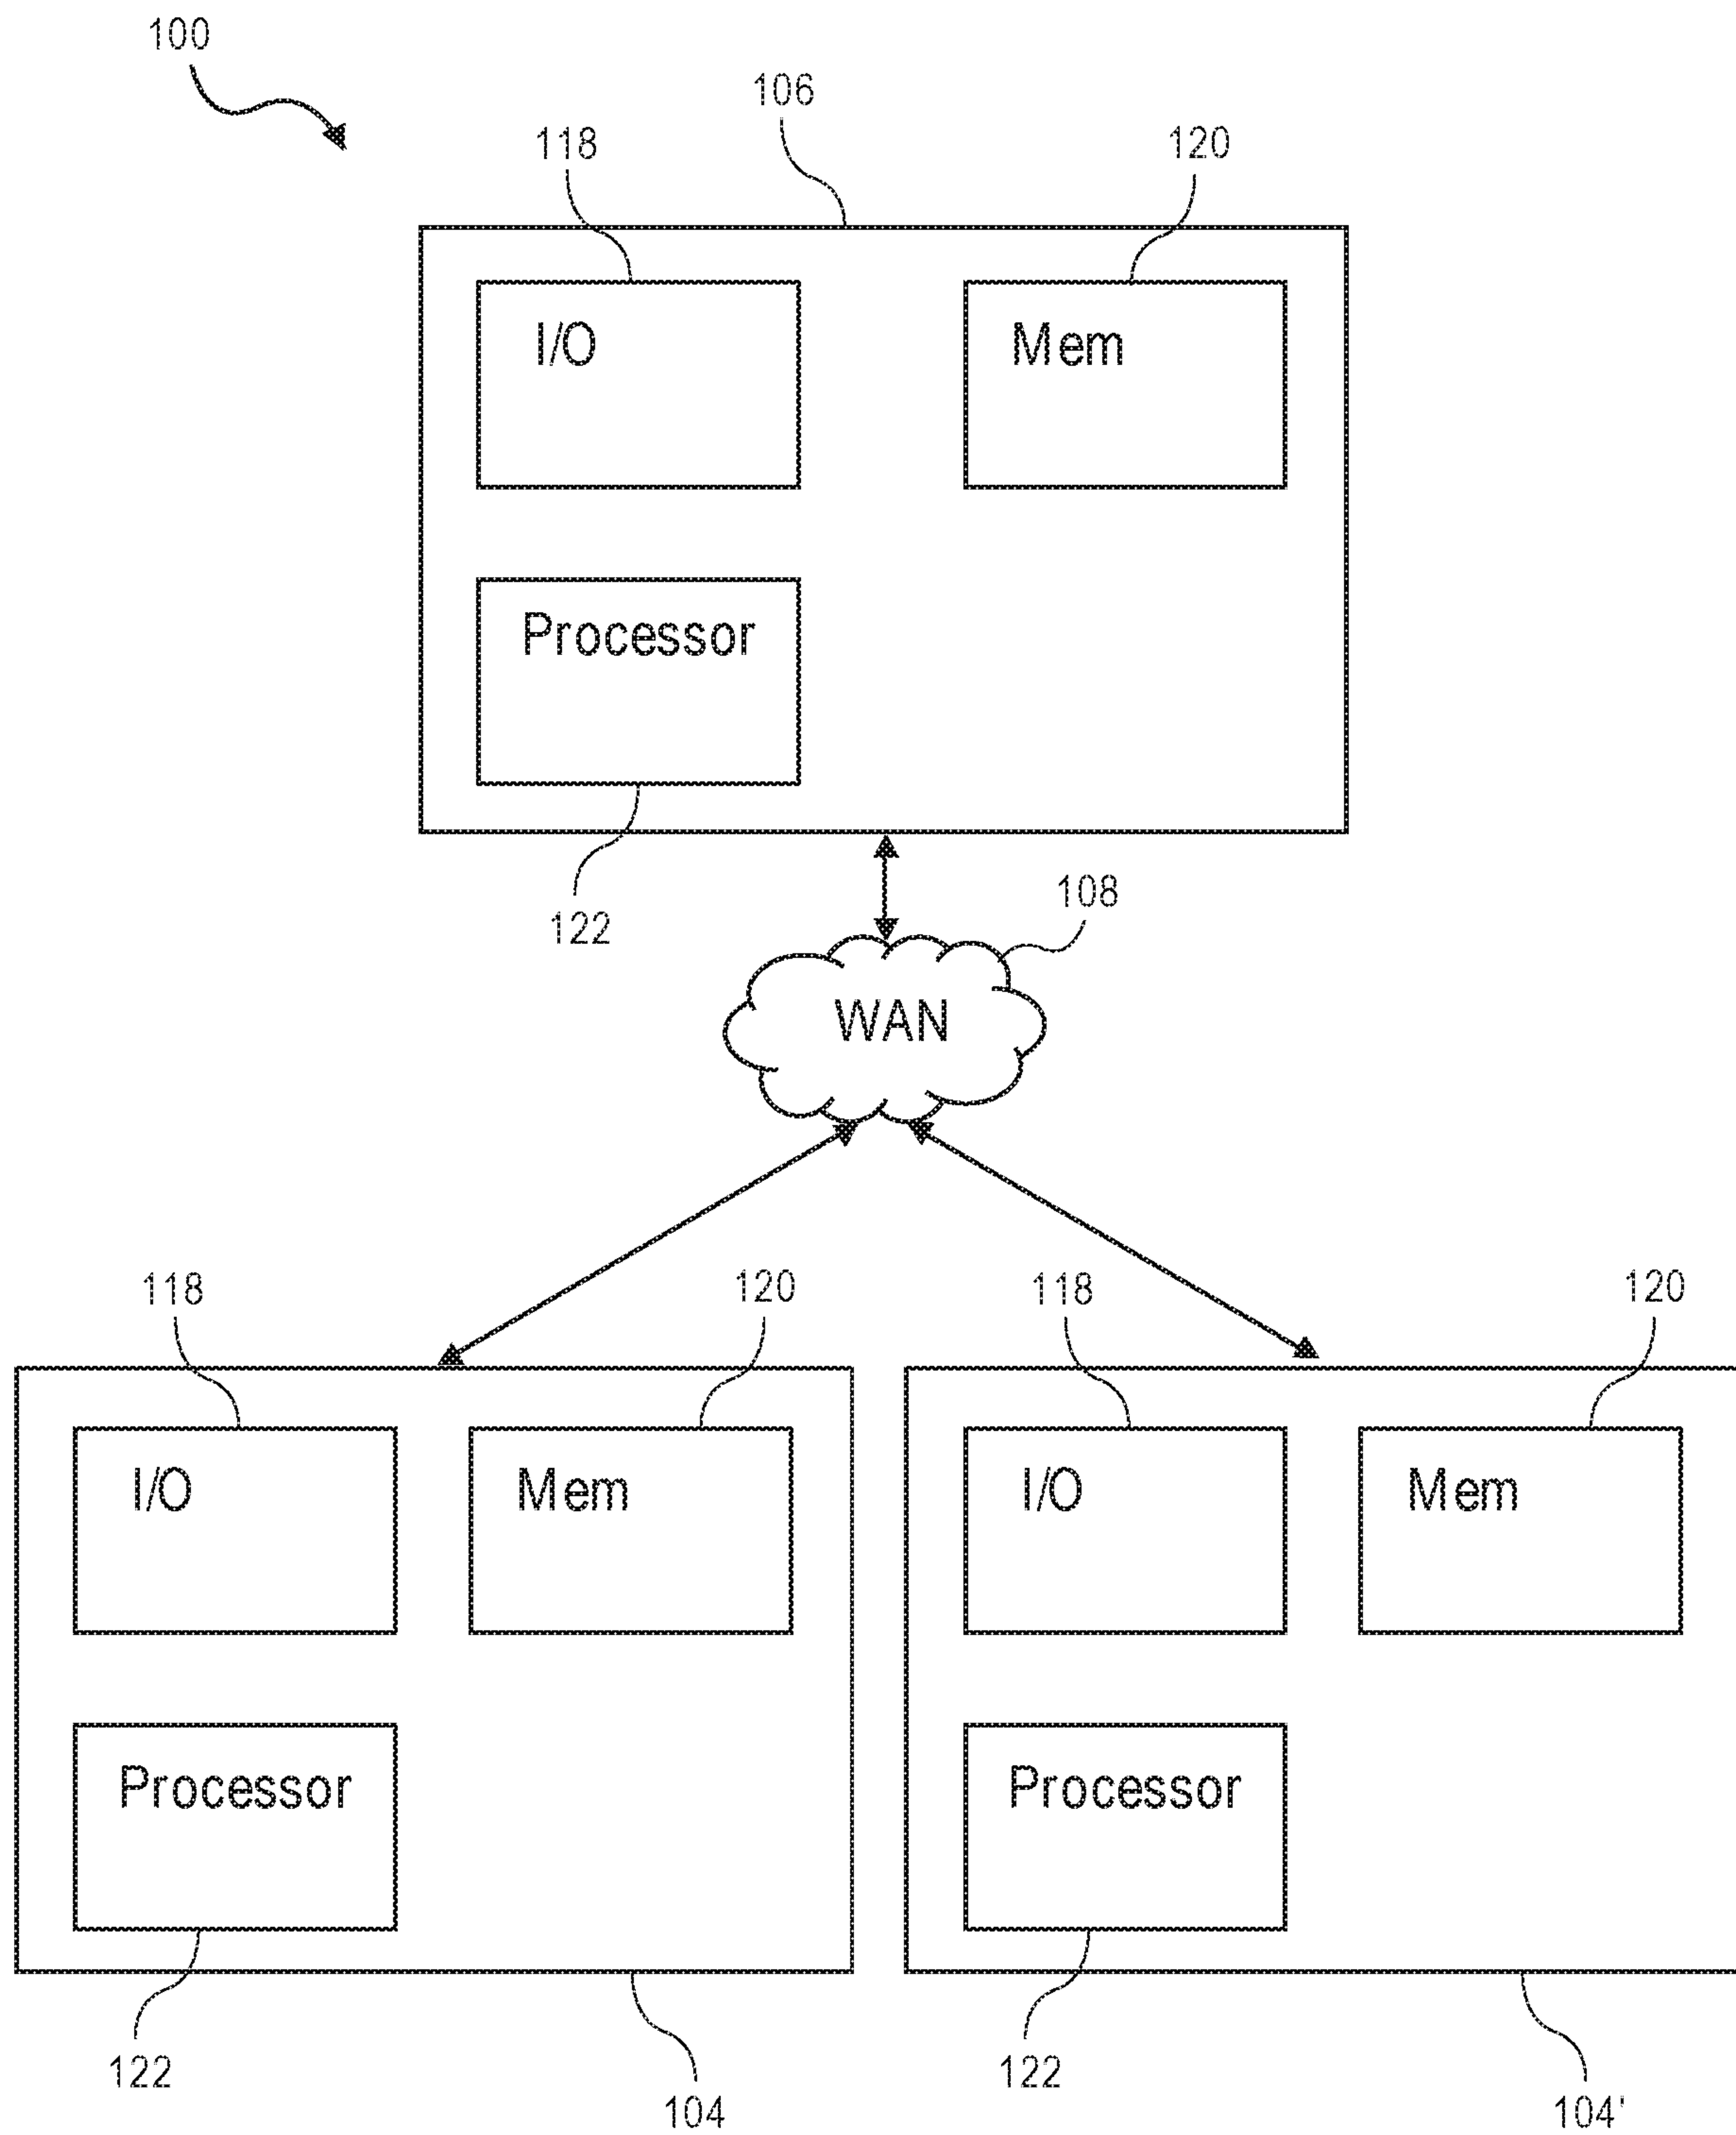 100
106
118
120
I/O
Mem
Processor
122
108
WAN
118
120
118
120
I/O
Mem
I/O
Mem
Processor
Processor
122
104
122
104'